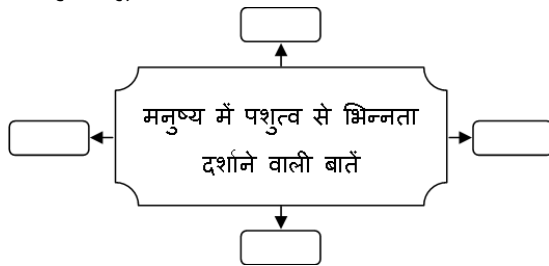 मनुष्य में पशुत्व से भिन्नता
दर्शाने वाली बातें